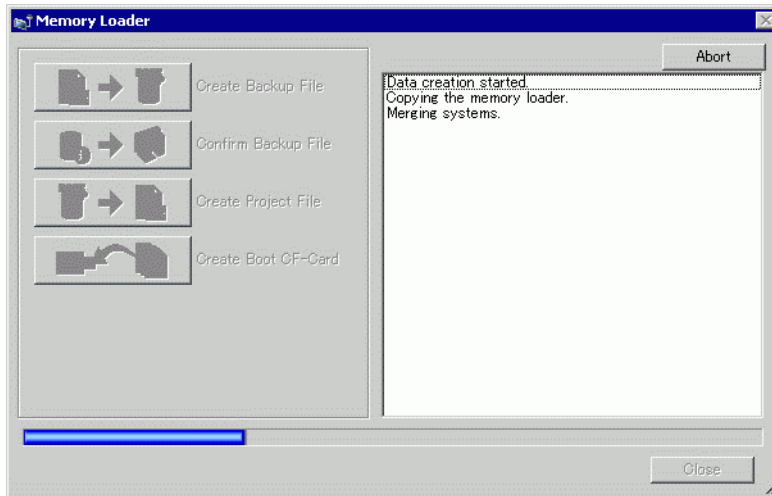 Memory Loader
Abort
Create Backup File
Confirm Backup File
Create Project File
Create Boot CF-Card
Data creation started.
Copying the memory loader.
Merging systems.
Close